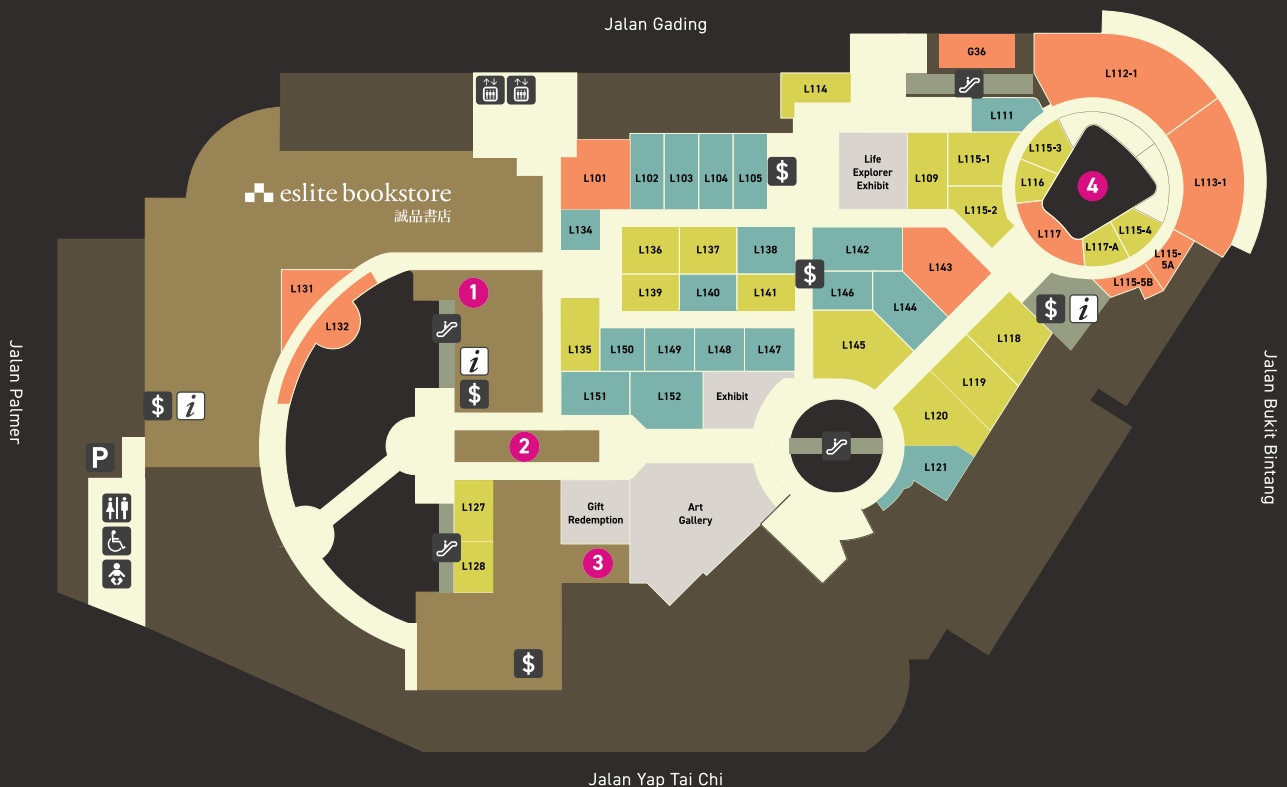 Jalan Gading
G36
L112-1
L114
L111
L115-3
L115-1
Life
Explorer
Exhibit
L109
L116
4
L113-1
L101
L102
L103
L104
L105
$
eslite bookstore
誠品書店
L115-2
L134
L117
L115-4
L117-A
L136
L137
L138
L142
L143
L115-
5A
L115-5B
L131
1
L139
L140
L141
$
L146
L144
$
i
L132
L135
L150
L149
L148
L147
L145
L118
Jalan Palmer
i
$
$
i
L151
L152
Exhibit
L119
L120
Jalan Bukit Bintang
2
P
L121
L127
Gift
Redemption
Art
Gallery
L128
3
$
Jalan Yap Tai Chi